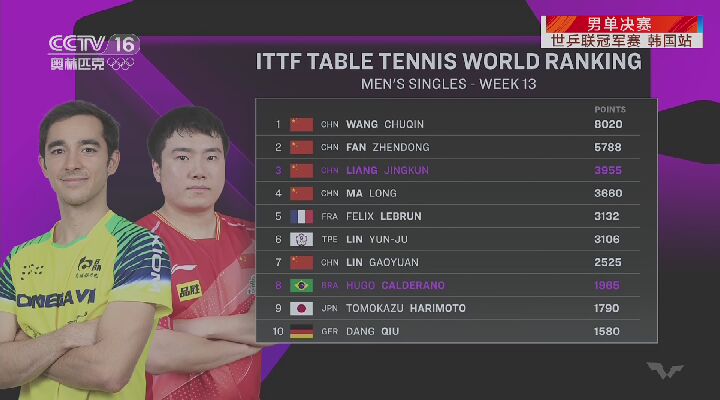 CCTV 16
奥林匹克
男单决赛
世乒联冠军赛 韩国站
ITTF TABLE TENNIS WORLD RANKING
MEN'S SINGLES - WEEK 13
POINTS
1 CHN WANG CHUQIN 8020
2 CHN FAN ZHENDONG 5788
3 CHN LIANG JINGKUN 3955
4 CHN MA LONG 3680
5 FRA FELIX LEBRUN 3132
6 TPE LIN YUN-JU 3106
7 CHN LIN GAOYUAN 2525
8 BRA HUGO CALDERANO 1965
9 JPN TOMOKAZU HARIMOTO 1790
10 GER DANG QIU 1580
品胜